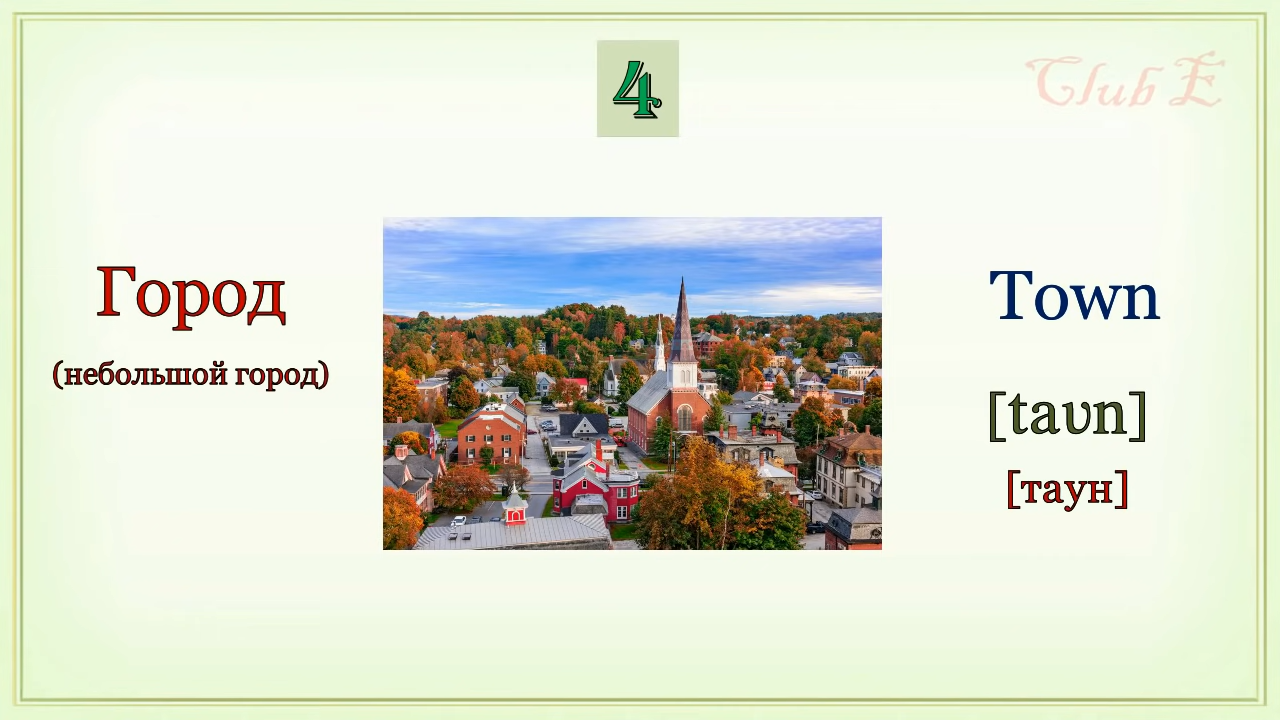 4
Club E
Город
(небольшой город)
Town
[taʊn]
[таун]